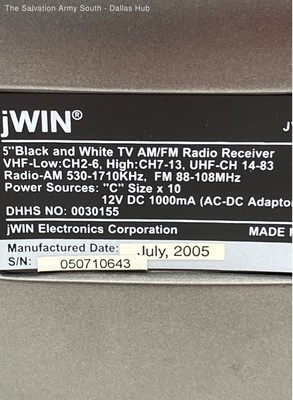 The Salvation Army South - Dallas Hub
jWIN®
5"Black and White TV AM/FM Radio Receiver
VHF-Low:CH2-6, High:CH7-13, UHF-CH 14-83
Radio-AM 530-1710KHz, FM 88-108MHz
Power Sources: "C" Size x 10
12V DC 1000mA (AC-DC Adaptor
DHHS NO: 0030155
jWIN Electronics Corporation MADE
Manufactured Date: July, 2005
S/N: 050710643